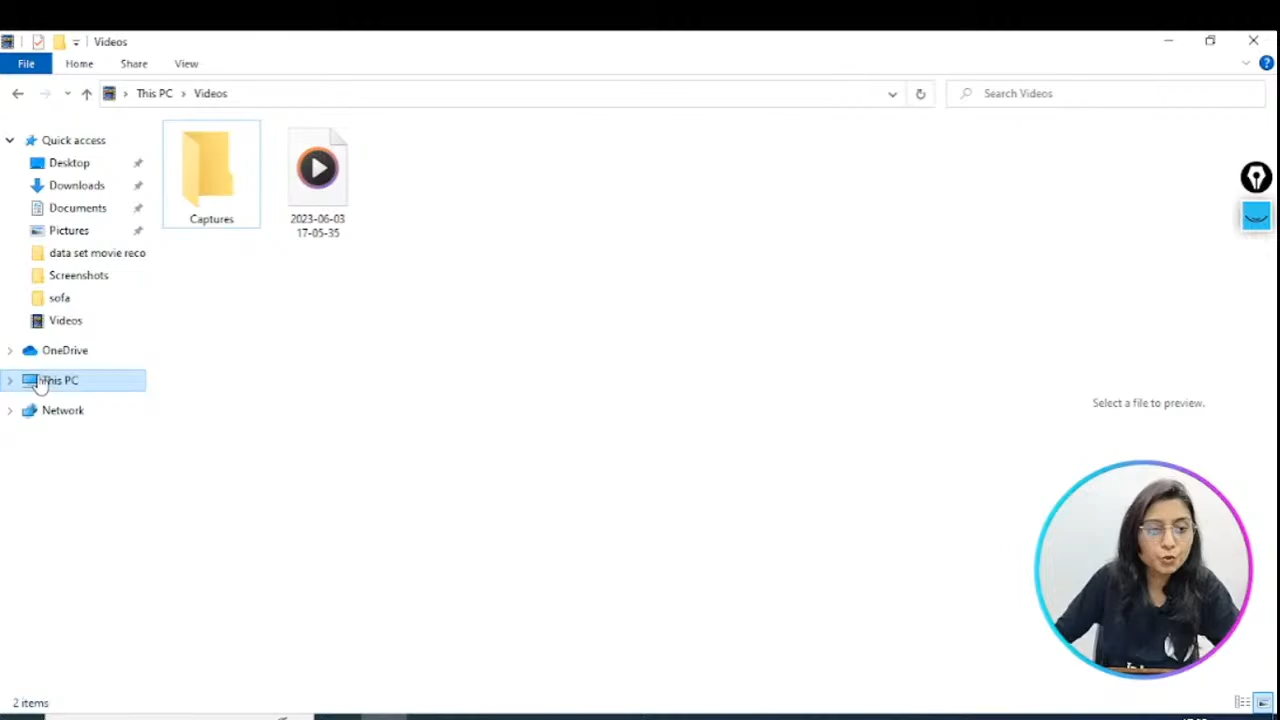 Videos
File Home Share View
This PC > Videos
Search Videos
Quick access
Desktop
Downloads
Documents
Pictures
data set movie reco
Screenshots
sofa
Videos
OneDrive
This PC
Network
Captures
2023-06-03
17-05-35
Select a file to preview.
2 items